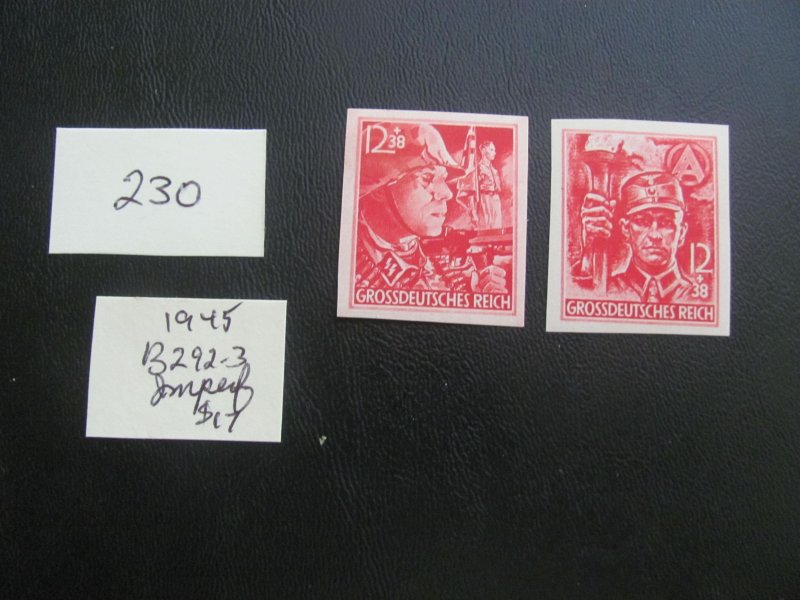 230
1945
B292-3
Imperf
$17
12+38
GROSSDEUTSCHES REICH
A
12+38
GROSSDEUTSCHES REICH